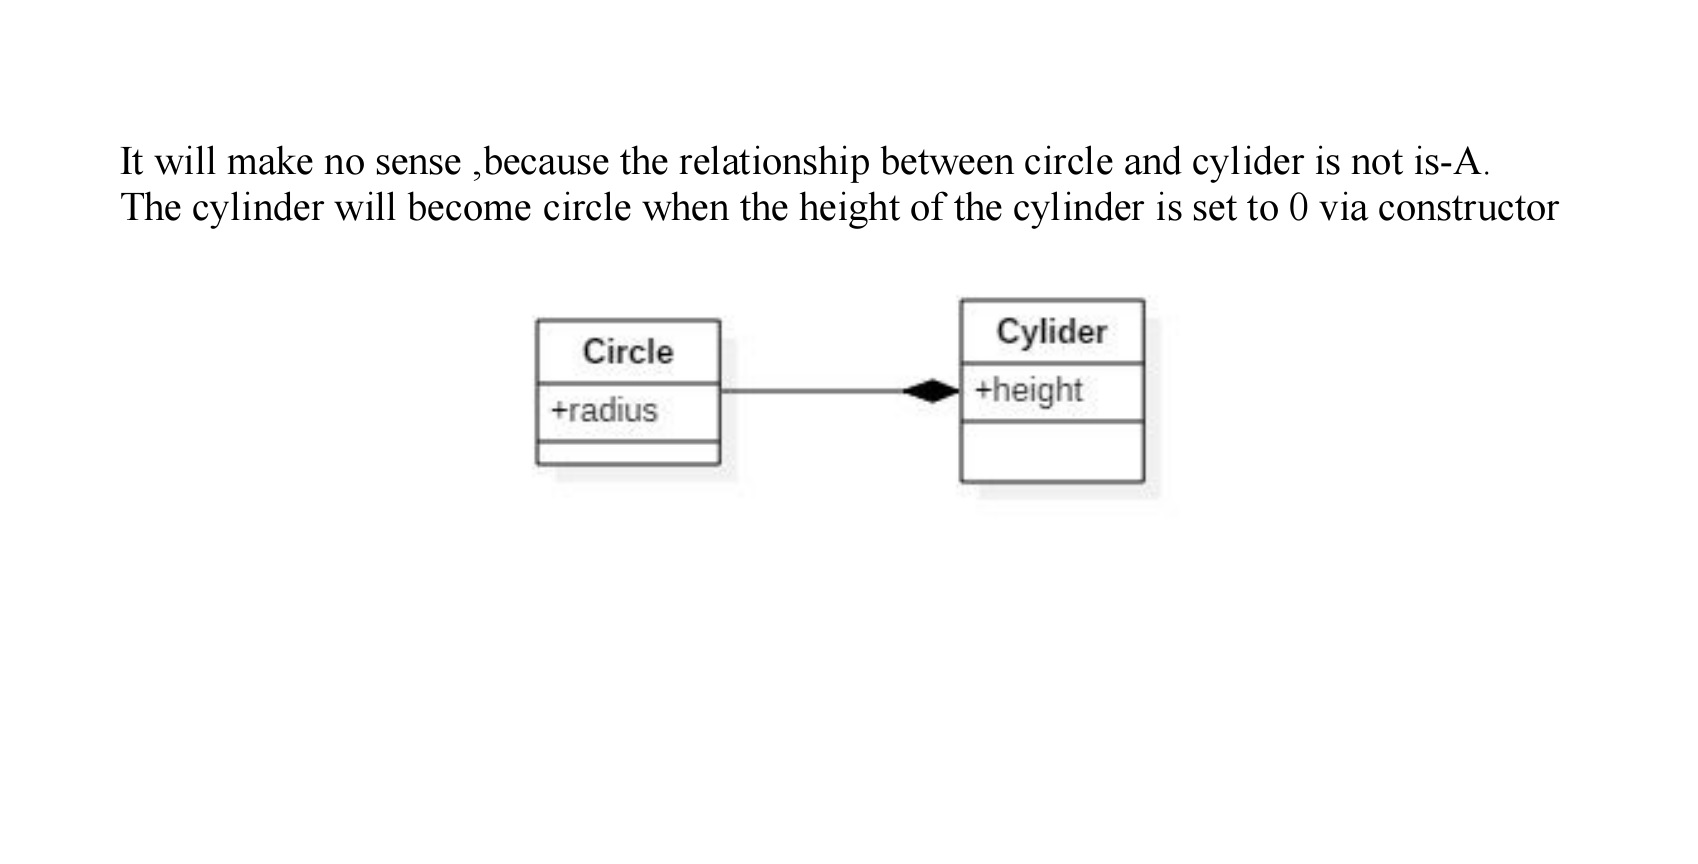 It will make no sense ,because the relationship between circle and cylider is not is-A.
The cylinder will become circle when the height of the cylinder is set to 0 via constructor
Circle
+radius
Cylider
+height